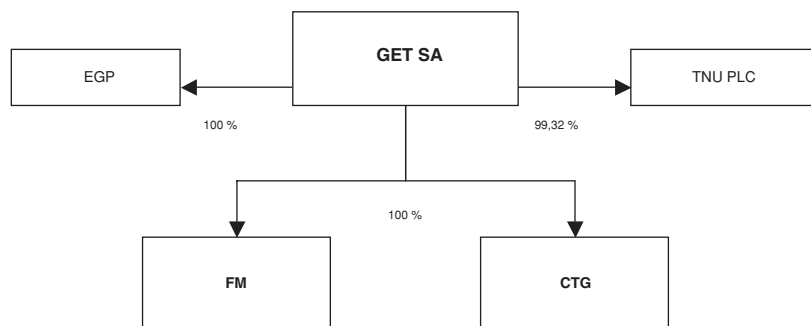 GET SA
EGP
TNU PLC
100 %
99,32 %
100 %
FM
CTG